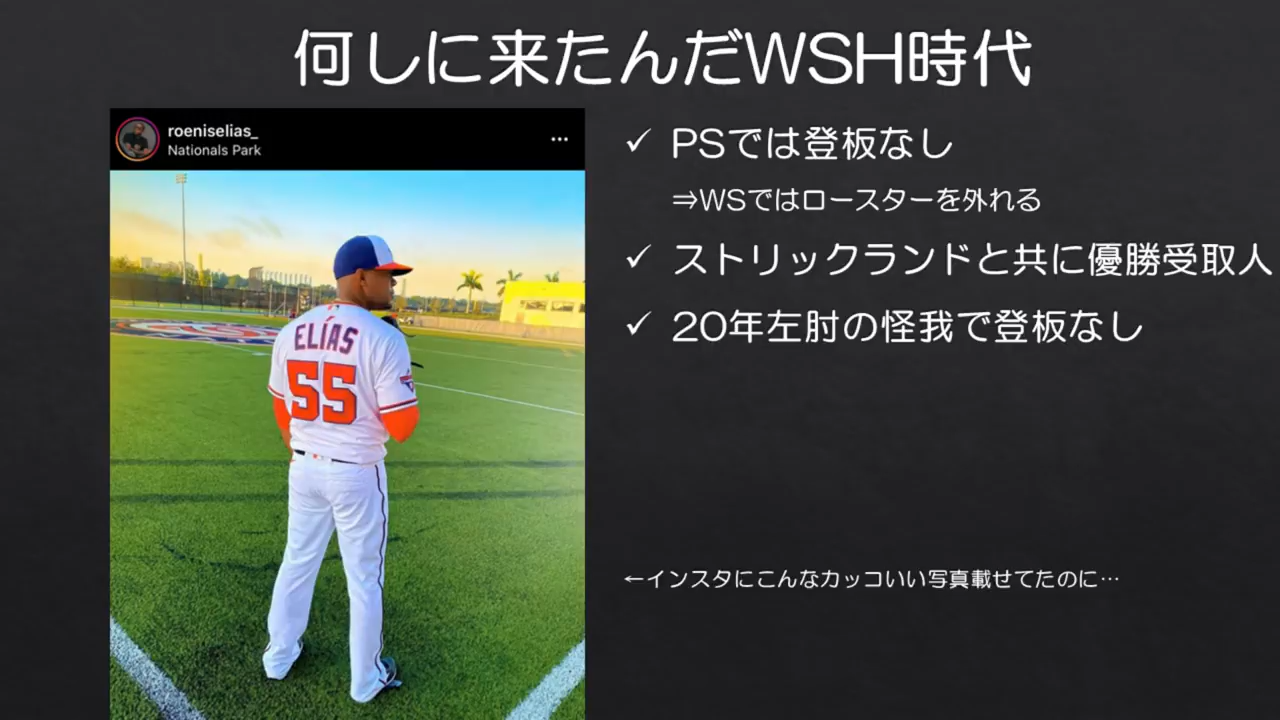 何しに来たんだWSH時代
roeniselias_
Nationals Park
ELÍAS
55
✓ PSでは登板なし
⇒WSではロースターを外れる
✓ ストリックランドと共に優勝受取人
✓ 20年左肘の怪我で登板なし
←インスタにこんなカッコいい写真載せてたのに…